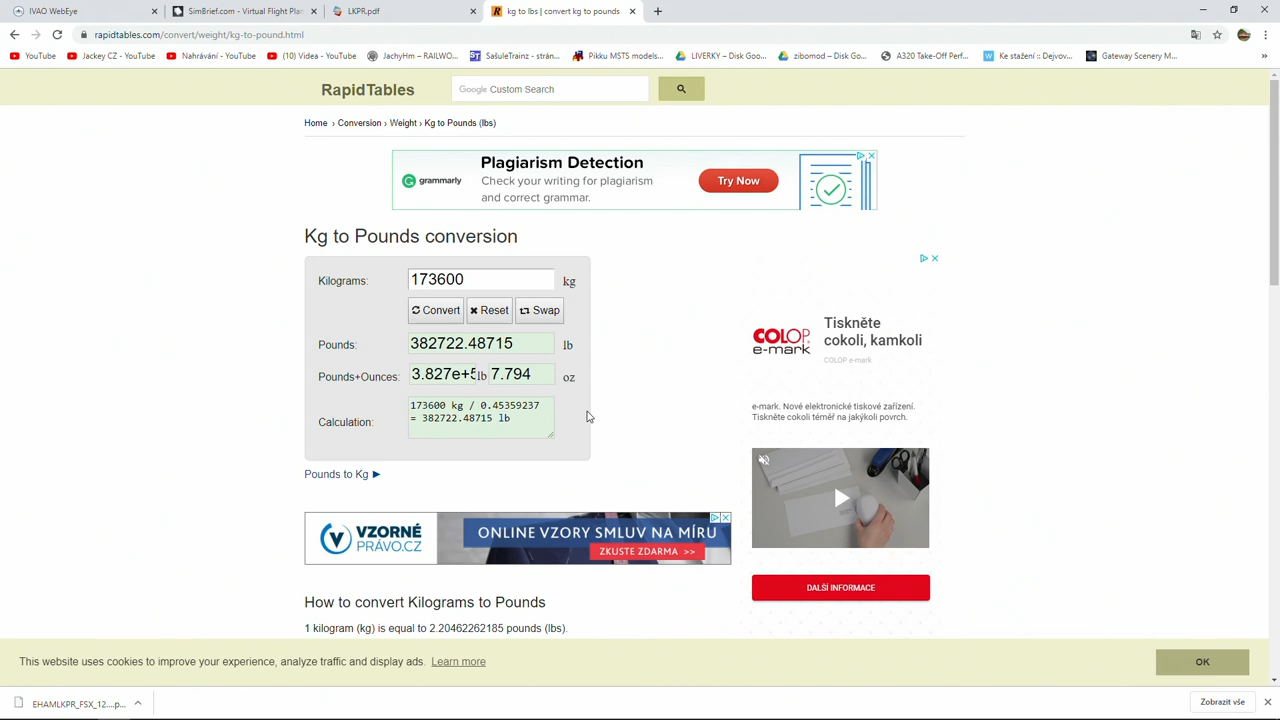 IVAO WebEye
SimBrief.com - Virtual Flight Plan
LKPR.pdf
kg to lbs | convert kg to pounds
rapidtables.com/convert/weight/kg-to-pound.html
YouTube
Jackey CZ - YouTube
Nahrávání - YouTube
(10) Videa - YouTube
JachyHm – RAILWO...
SašuleTrainz - strán...
Pikku MSTS models...
LIVERKY – Disk Goo...
zibomod – Disk Go...
A320 Take-Off Perf...
Ke stažení :: Dejvov...
Gateway Scenery M...
RapidTables
Google Custom Search
Home › Conversion › Weight › Kg to Pounds (lbs)
grammarly
Plagiarism Detection
Check your writing for plagiarism
and correct grammar.
Try Now
Kg to Pounds conversion
Kilograms: 173600 kg
Convert Reset Swap
Pounds: 382722.48715 lb
Pounds+Ounces: 3.827e+5 lb 7.794 oz
Calculation:
173600 kg / 0.45359237
= 382722.48715 lb
Pounds to Kg ►
COLOP
e-mark
Tiskněte
cokoli, kamkoli
COLOP e-mark
e-mark. Nové elektronické tiskové zařízení.
Tiskněte cokoli téměř na jakýkoli povrch.
DALŠÍ INFORMACE
VZORNÉ
PRÁVO.CZ
ONLINE VZORY SMLUV NA MÍRU
ZKUSTE ZDARMA >>
How to convert Kilograms to Pounds
1 kilogram (kg) is equal to 2.20462262185 pounds (lbs).
This website uses cookies to improve your experience, analyze traffic and display ads. Learn more
OK
EHAMLKPR_FSX_12....p...
Zobrazit vše